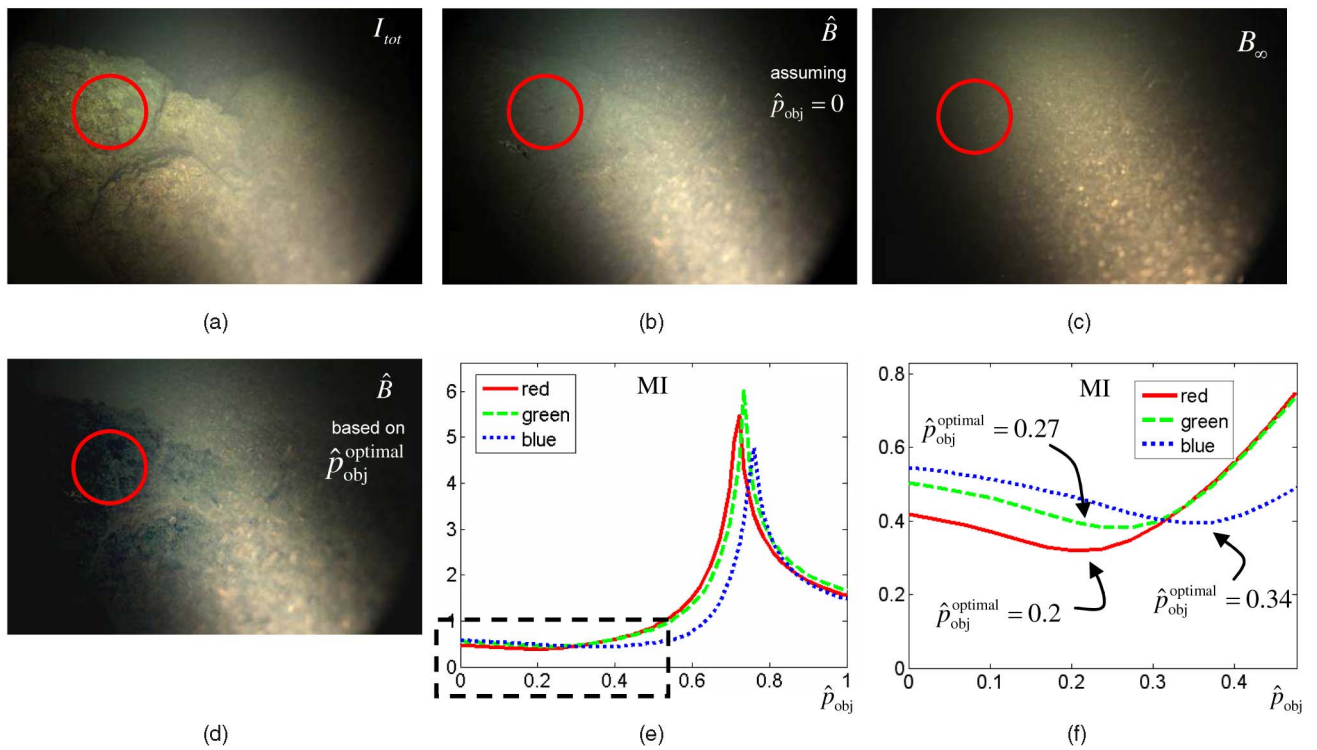 I_tot
B̂
assuming
p̂_obj = 0
B_∞
(a)
(b)
(c)
B̂
based on
p̂_obj^optimal
(d)
MI
red
green
blue
6
5
4
3
2
1
0
0
0.2
0.4
0.6
0.8
1
p̂_obj
(e)
MI
red
green
blue
0.8
0.6
0.4
0.2
0
0
0.1
0.2
0.3
0.4
p̂_obj^optimal = 0.27
p̂_obj^optimal = 0.2
p̂_obj^optimal = 0.34
p̂_obj
(f)